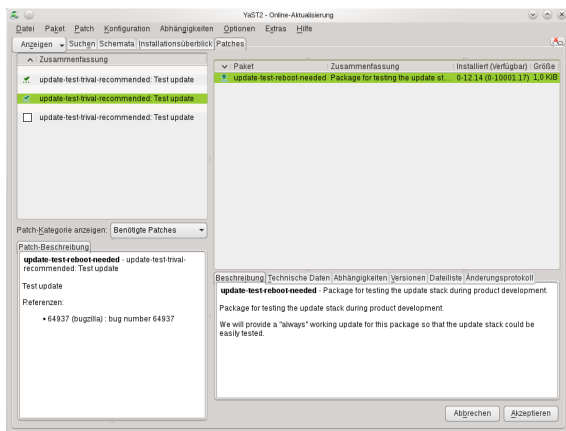 YaST2 - Online-Aktualisierung
Datei Paket Patch Konfiguration Abhängigkeiten Optionen Extras Hilfe
Anzeigen Suchen Schemata Installationsüberblick Patches
Zusammenfassung
update-test-trival-recommended: Test update
update-test-trival-recommended: Test update
update-test-trival-recommended: Test update
Patch-Kategorie anzeigen: Benötigte Patches
Patch-Beschreibung
update-test-reboot-needed - update-test-trival-
recommended: Test update
Test update
Referenzen:
• 64937 (bugzilla) : bug number 64937
Paket Zusammenfassung Installiert (Verfügbar) Größe
update-test-reboot-needed Package for testing the update st... 0-12.14 (0-10001.17) 1,0 KiB
Beschreibung Technische Daten Abhängigkeiten Versionen Dateiliste Änderungsprotokoll
update-test-reboot-needed - Package for testing the update stack during product development.
Package for testing the update stack during product development.
We will provide a "always" working update for this package so that the update stack could be
easily tested.
Abbrechen Akzeptieren